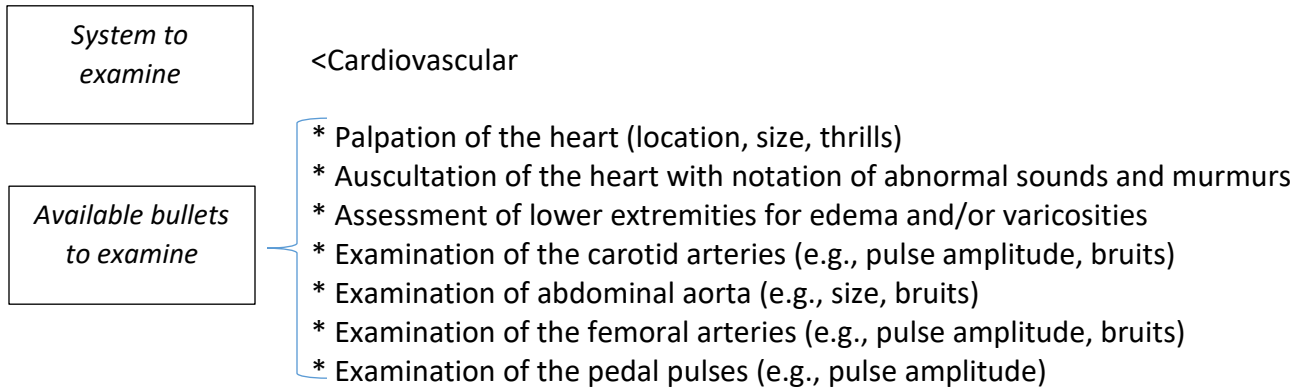 System to
examine
<Cardiovascular
* Palpation of the heart (location, size, thrills)
* Auscultation of the heart with notation of abnormal sounds and murmurs
* Assessment of lower extremities for edema and/or varicosities
* Examination of the carotid arteries (e.g., pulse amplitude, bruits)
* Examination of abdominal aorta (e.g., size, bruits)
* Examination of the femoral arteries (e.g., pulse amplitude, bruits)
* Examination of the pedal pulses (e.g., pulse amplitude)
Available bullets
to examine